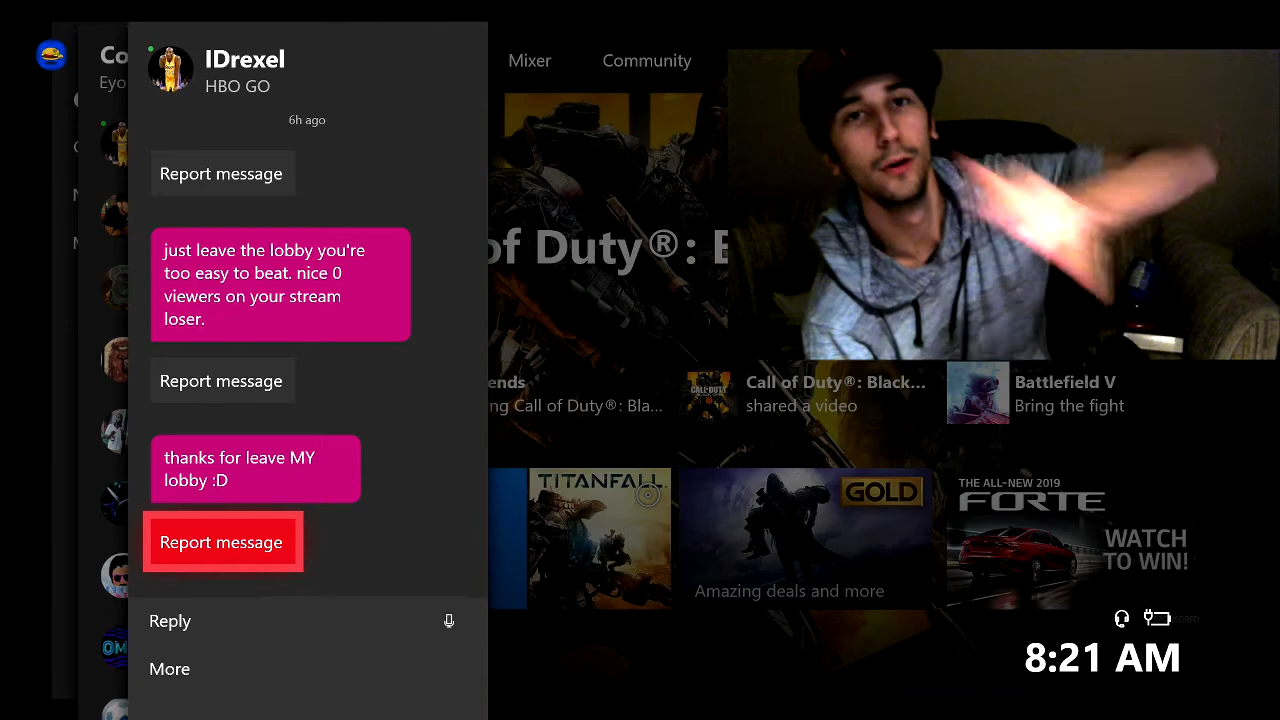 Co
Eyo
IDrexel
HBO GO
6h ago
Report message
just leave the lobby you're
too easy to beat. nice 0
viewers on your stream
loser.
Report message
thanks for leave MY
lobby :D
Report message
Reply
More
Mixer
Community
of Duty®: B
ends
ng Call of Duty®: Bla...
Call of Duty®: Black...
shared a video
Battlefield V
Bring the fight
TITANFALL
GOLD
Amazing deals and more
THE ALL-NEW 2019
FORTE
WATCH
TO WIN!
8:21 AM